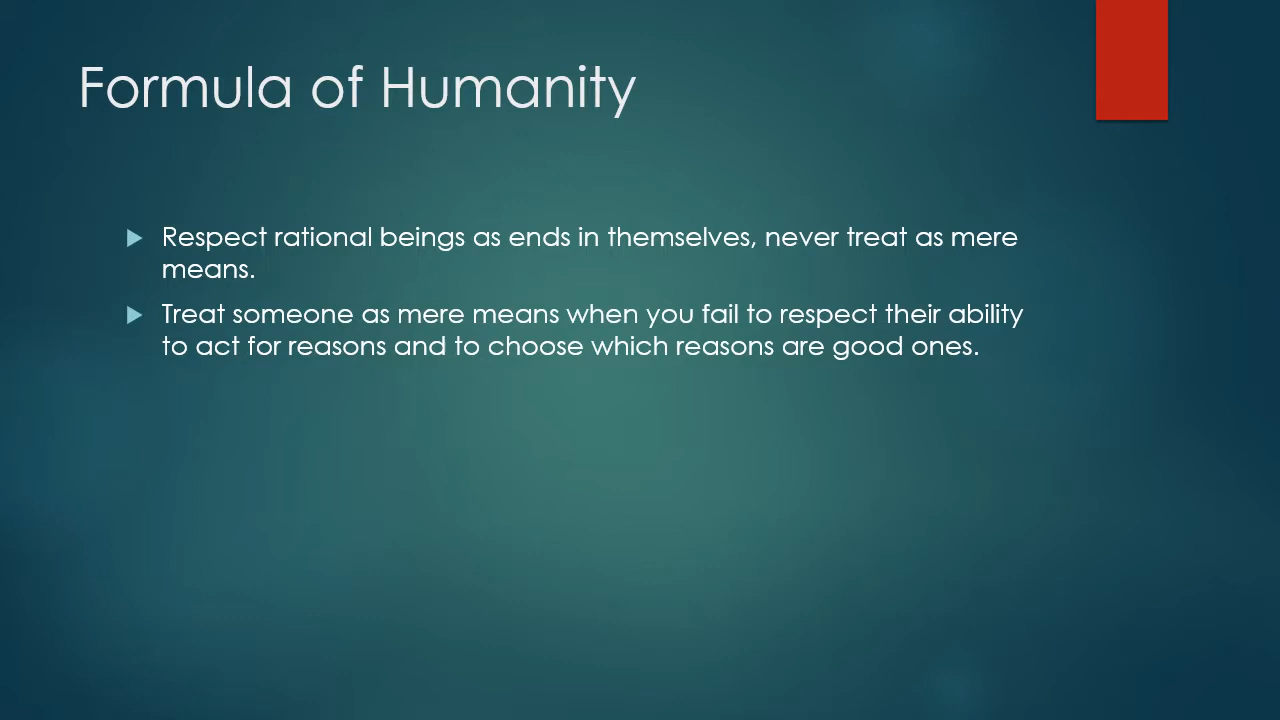 Formula of Humanity
Respect rational beings as ends in themselves, never treat as mere
means.
Treat someone as mere means when you fail to respect their ability
to act for reasons and to choose which reasons are good ones.